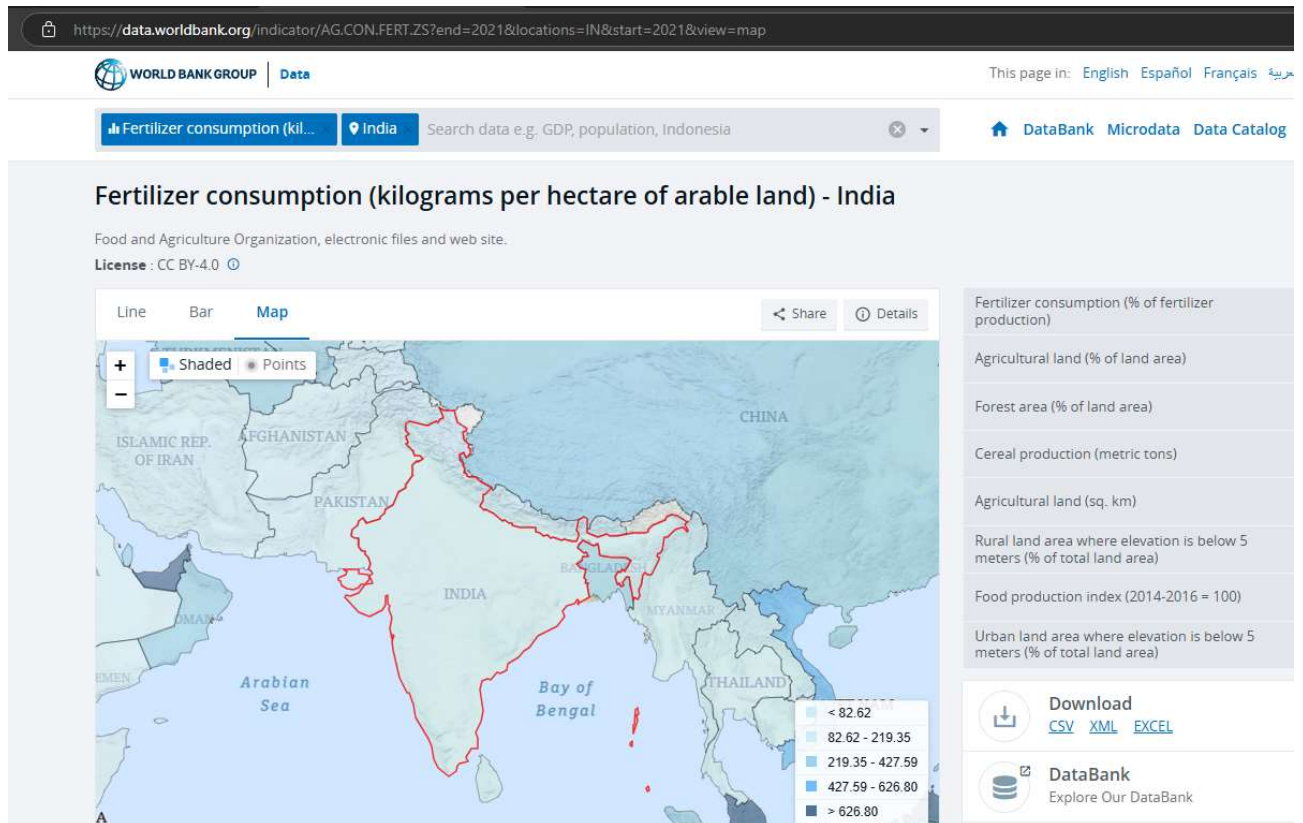 https://data.worldbank.org/indicator/AG.CON.FERT.ZS?end=2021&locations=IN&start=2021&view=map
WORLD BANK GROUP Data
This page in: English Español Français العربية
Fertilizer consumption (kil... × India × Search data e.g. GDP, population, Indonesia
DataBank Microdata Data Catalog
Fertilizer consumption (kilograms per hectare of arable land) - India
Food and Agriculture Organization, electronic files and web site.
License : CC BY-4.0
Line Bar Map
Share Details
+
−
Shaded Points
TURKMENISTAN
CHINA
ISLAMIC REP.
OF IRAN
AFGHANISTAN
PAKISTAN
BANGLADESH
INDIA
MYANMAR
OMAN
YEMEN
THAILAND
Arabian
Sea
Bay of
Bengal
< 82.62
82.62 - 219.35
219.35 - 427.59
427.59 - 626.80
> 626.80
Fertilizer consumption (% of fertilizer
production)
Agricultural land (% of land area)
Forest area (% of land area)
Cereal production (metric tons)
Agricultural land (sq. km)
Rural land area where elevation is below 5
meters (% of total land area)
Food production index (2014-2016 = 100)
Urban land area where elevation is below 5
meters (% of total land area)
Download
CSV XML EXCEL
DataBank
Explore Our DataBank